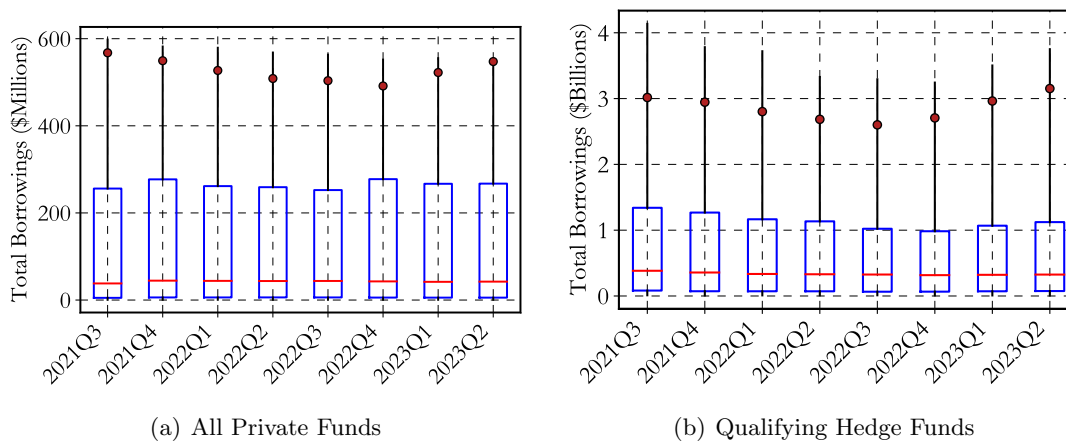 Total Borrowings ($Millions)
600
400
200
0
2021Q3
2021Q4
2022Q1
2022Q2
2022Q3
2022Q4
2023Q1
2023Q2
(a) All Private Funds
Total Borrowings ($Billions)
4
3
2
1
0
2021Q3
2021Q4
2022Q1
2022Q2
2022Q3
2022Q4
2023Q1
2023Q2
(b) Qualifying Hedge Funds